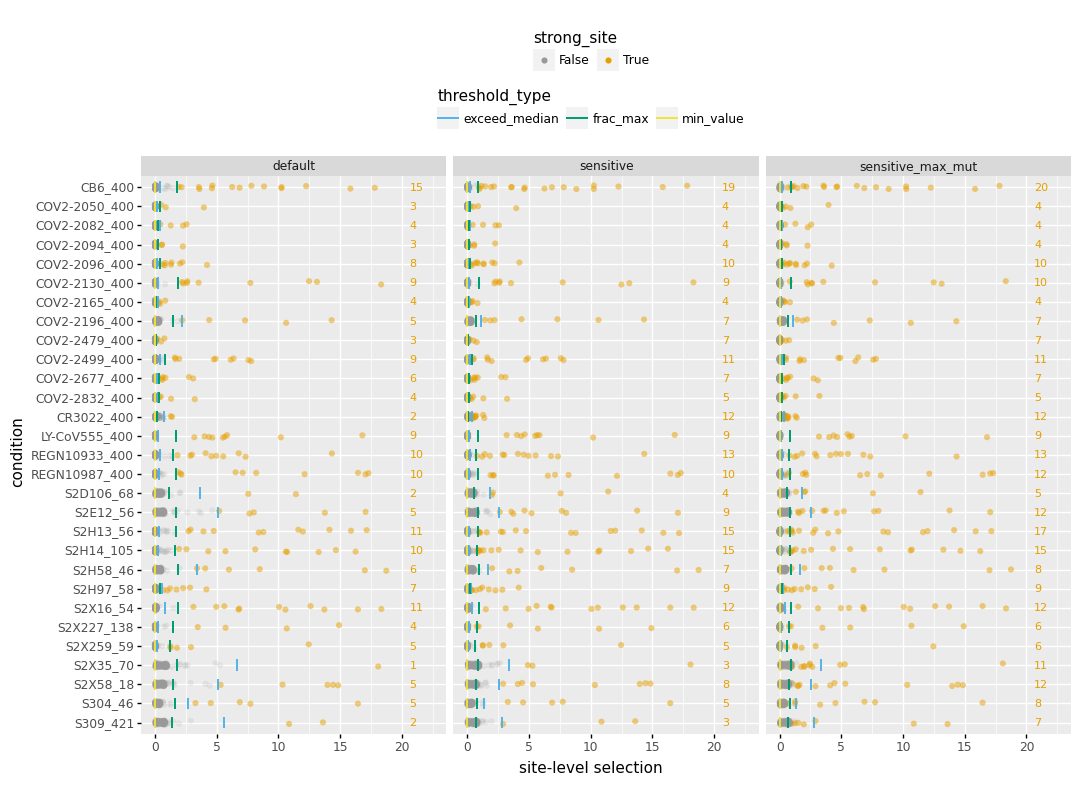 strong_site
False True
threshold_type
exceed_median frac_max min_value
default sensitive sensitive_max_mut
CB6_400 15 19 20
COV2-2050_400 3 4 4
COV2-2082_400 4 4 4
COV2-2094_400 3 4 4
COV2-2096_400 8 10 10
COV2-2130_400 9 9 9
COV2-2165_400 4 4 4
COV2-2196_400 5 7 7
COV2-2479_400 3 7 7
COV2-2499_400 9 11 11
COV2-2677_400 6 7 7
COV2-2832_400 4 5 5
CR3022_400 2 12 12
LY-CoV555_400 9 9 9
REGN10933_400 10 13 13
REGN10987_400 10 10 12
S2D106_68 2 4 5
S2E12_56 5 9 12
S2H13_56 11 15 17
S2H14_105 10 15 15
S2H58_46 6 7 8
S2H97_58 7 9 9
S2X16_54 11 12 12
S2X227_138 4 6 6
S2X259_59 5 5 6
S2X35_70 1 3 11
S2X58_18 5 8 12
S304_46 5 5 8
S309_421 2 3 7
condition
0 5 10 15 20 0 5 10 15 20 0 5 10 15 20
site-level selection